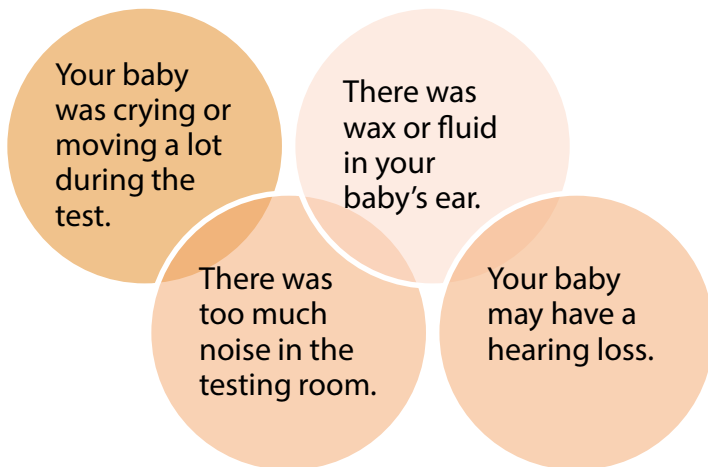 Your baby
was crying or
moving a lot
during the
test.
There was
wax or fluid
in your
baby’s ear.
There was
too much
noise in the
testing room.
Your baby
may have a
hearing loss.